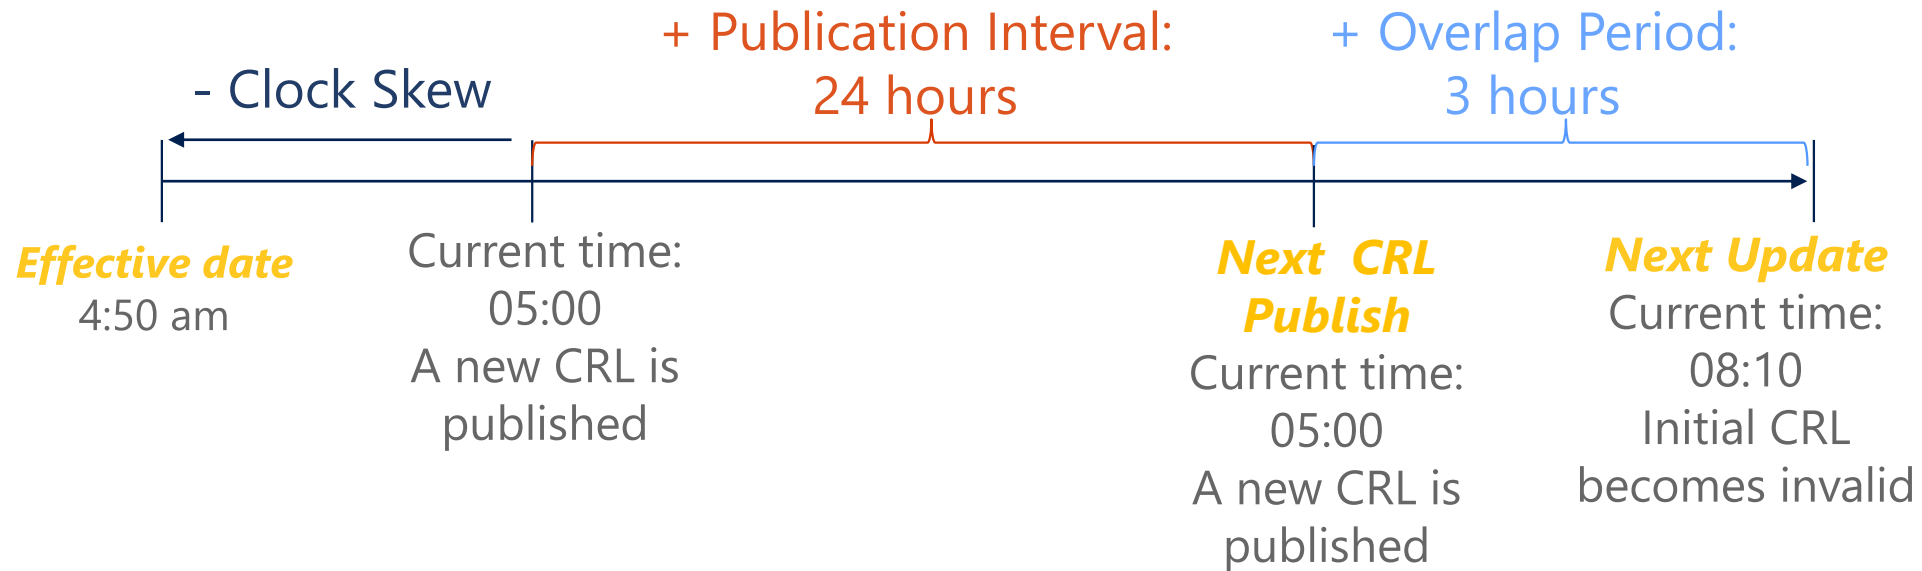 - Clock Skew
+ Publication Interval:
24 hours
+ Overlap Period:
3 hours
Effective date
4:50 am
Current time:
05:00
A new CRL is
published
Next CRL
Publish
Current time:
05:00
A new CRL is
published
Next Update
Current time:
08:10
Initial CRL
becomes invalid